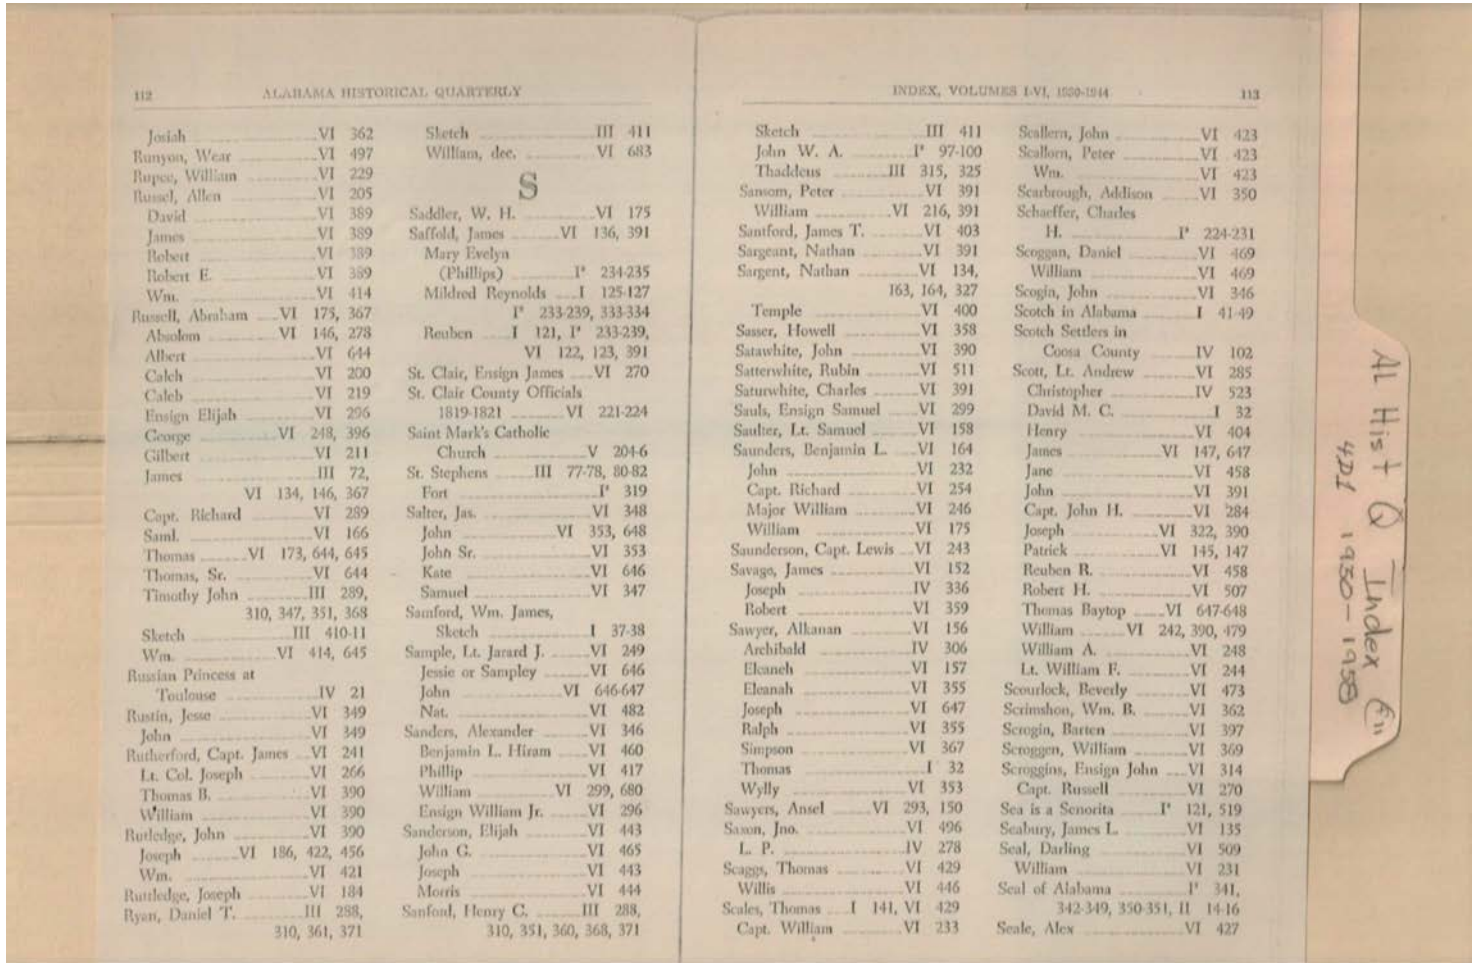 112 ALABAMA HISTORICAL QUARTERLY
Josiah VI 362
Runyon, Wear VI 497
Rupee, William VI 229
Russel, Allen VI 205
David VI 389
James VI 389
Robert VI 389
Robert E. VI 389
Wm. VI 414
Russell, Abraham VI 175, 367
Absolom VI 146, 278
Albert VI 644
Calch VI 200
Caleb VI 219
Ensign Elijah VI 296
George VI 248, 396
Gilbert VI 211
James III 72,
VI 134, 146, 367
Capt. Richard VI 289
Saml. VI 166
Thomas VI 173, 644, 645
Thomas, Sr. VI 644
Timothy John III 289,
310, 347, 351, 368
Sketch III 410-11
Wm. VI 414, 645
Russian Princess at
Toulouse IV 21
Rustin, Jesse VI 349
John VI 349
Rutherford, Capt. James VI 241
Lt. Col. Joseph VI 266
Thomas B. VI 390
William VI 390
Rutledge, John VI 390
Joseph VI 186, 422, 456
Wm. VI 421
Ruttledge, Joseph VI 184
Ryan, Daniel T. III 288,
310, 361, 371
Sketch III 411
William, dec. VI 683
S
Saddler, W. H. VI 175
Saffold, James VI 136, 391
Mary Evelyn
(Phillips) I* 234-235
Mildred Reynolds I 125-127
I* 233-239, 333-334
Reuben I 121, I* 233-239,
VI 122, 123, 391
St. Clair, Ensign James VI 270
St. Clair County Officials
1819-1821 VI 221-224
Saint Mark's Catholic
Church V 204-6
St. Stephens III 77-78, 80-82
Fort I* 319
Salter, Jas. VI 348
John VI 353, 648
John Sr. VI 353
Kate VI 646
Samuel VI 347
Samford, Wm. James,
Sketch I 37-38
Sample, Lt. Jarard J. VI 249
Jessie or Sampley VI 646
John VI 646-647
Nat. VI 482
Sanders, Alexander VI 346
Benjamin L. Hiram VI 460
Phillip VI 417
William VI 299, 680
Ensign William Jr. VI 296
Sanderson, Elijah VI 443
John G. VI 465
Joseph VI 443
Morris VI 444
Sanford, Henry C. III 288,
310, 351, 360, 368, 371
INDEX, VOLUMES I-VI, 1930-1944 113
Sketch III 411
John W. A. I* 97-100
Thaddeus III 315, 325
Sansom, Peter VI 391
William VI 216, 391
Santford, James T. VI 403
Sargeant, Nathan VI 391
Sargent, Nathan VI 134,
163, 164, 327
Temple VI 400
Sasser, Howell VI 358
Satawhite, John VI 390
Satterwhite, Rubin VI 511
Saturwhite, Charles VI 391
Sauls, Ensign Samuel VI 299
Saulter, Lt. Samuel VI 158
Saunders, Benjamin L. VI 164
John VI 232
Capt. Richard VI 254
Major William VI 246
William VI 175
Saunderson, Capt. Lewis VI 243
Savage, James VI 152
Joseph IV 336
Robert VI 359
Sawyer, Alkanan VI 156
Archibald IV 306
Elcaneh VI 157
Eleanah VI 355
Joseph VI 647
Ralph VI 355
Simpson VI 367
Thomas I 32
Wylly VI 353
Sawyers, Ansel VI 293, 150
Saxon, Jno. VI 496
L. P. IV 278
Scaggs, Thomas VI 429
Willis VI 446
Scales, Thomas I 141, VI 429
Capt. William VI 233
Scallern, John VI 423
Scallorn, Peter VI 423
Wm. VI 423
Scarbrough, Addison VI 350
Schaeffer, Charles
H. I* 224-231
Scoggan, Daniel VI 469
William VI 469
Scogin, John VI 346
Scotch in Alabama I 41-49
Scotch Settlers in
Coosa County IV 102
Scott, Lt. Andrew VI 285
Christopher IV 523
David M. C. I 32
Henry VI 404
James VI 147, 647
Jane VI 458
John VI 391
Capt. John H. VI 284
Joseph VI 322, 390
Patrick VI 145, 147
Reuben R. VI 458
Robert H. VI 507
Thomas Baytop VI 647-648
William VI 242, 390, 479
William A. VI 248
Lt. William F. VI 244
Scourlock, Beverly VI 473
Scrimshon, Wm. B. VI 362
Scrogin, Barten VI 397
Scroggen, William VI 369
Scroggins, Ensign John VI 314
Capt. Russell VI 270
Sea is a Senorita I* 121, 519
Seabury, James L. VI 135
Seal, Darling VI 509
William VI 231
Seal of Alabama I* 341,
342-349, 350-351, II 14-16
Seale, Alex VI 427
Al Hist Q Index
1930-1958